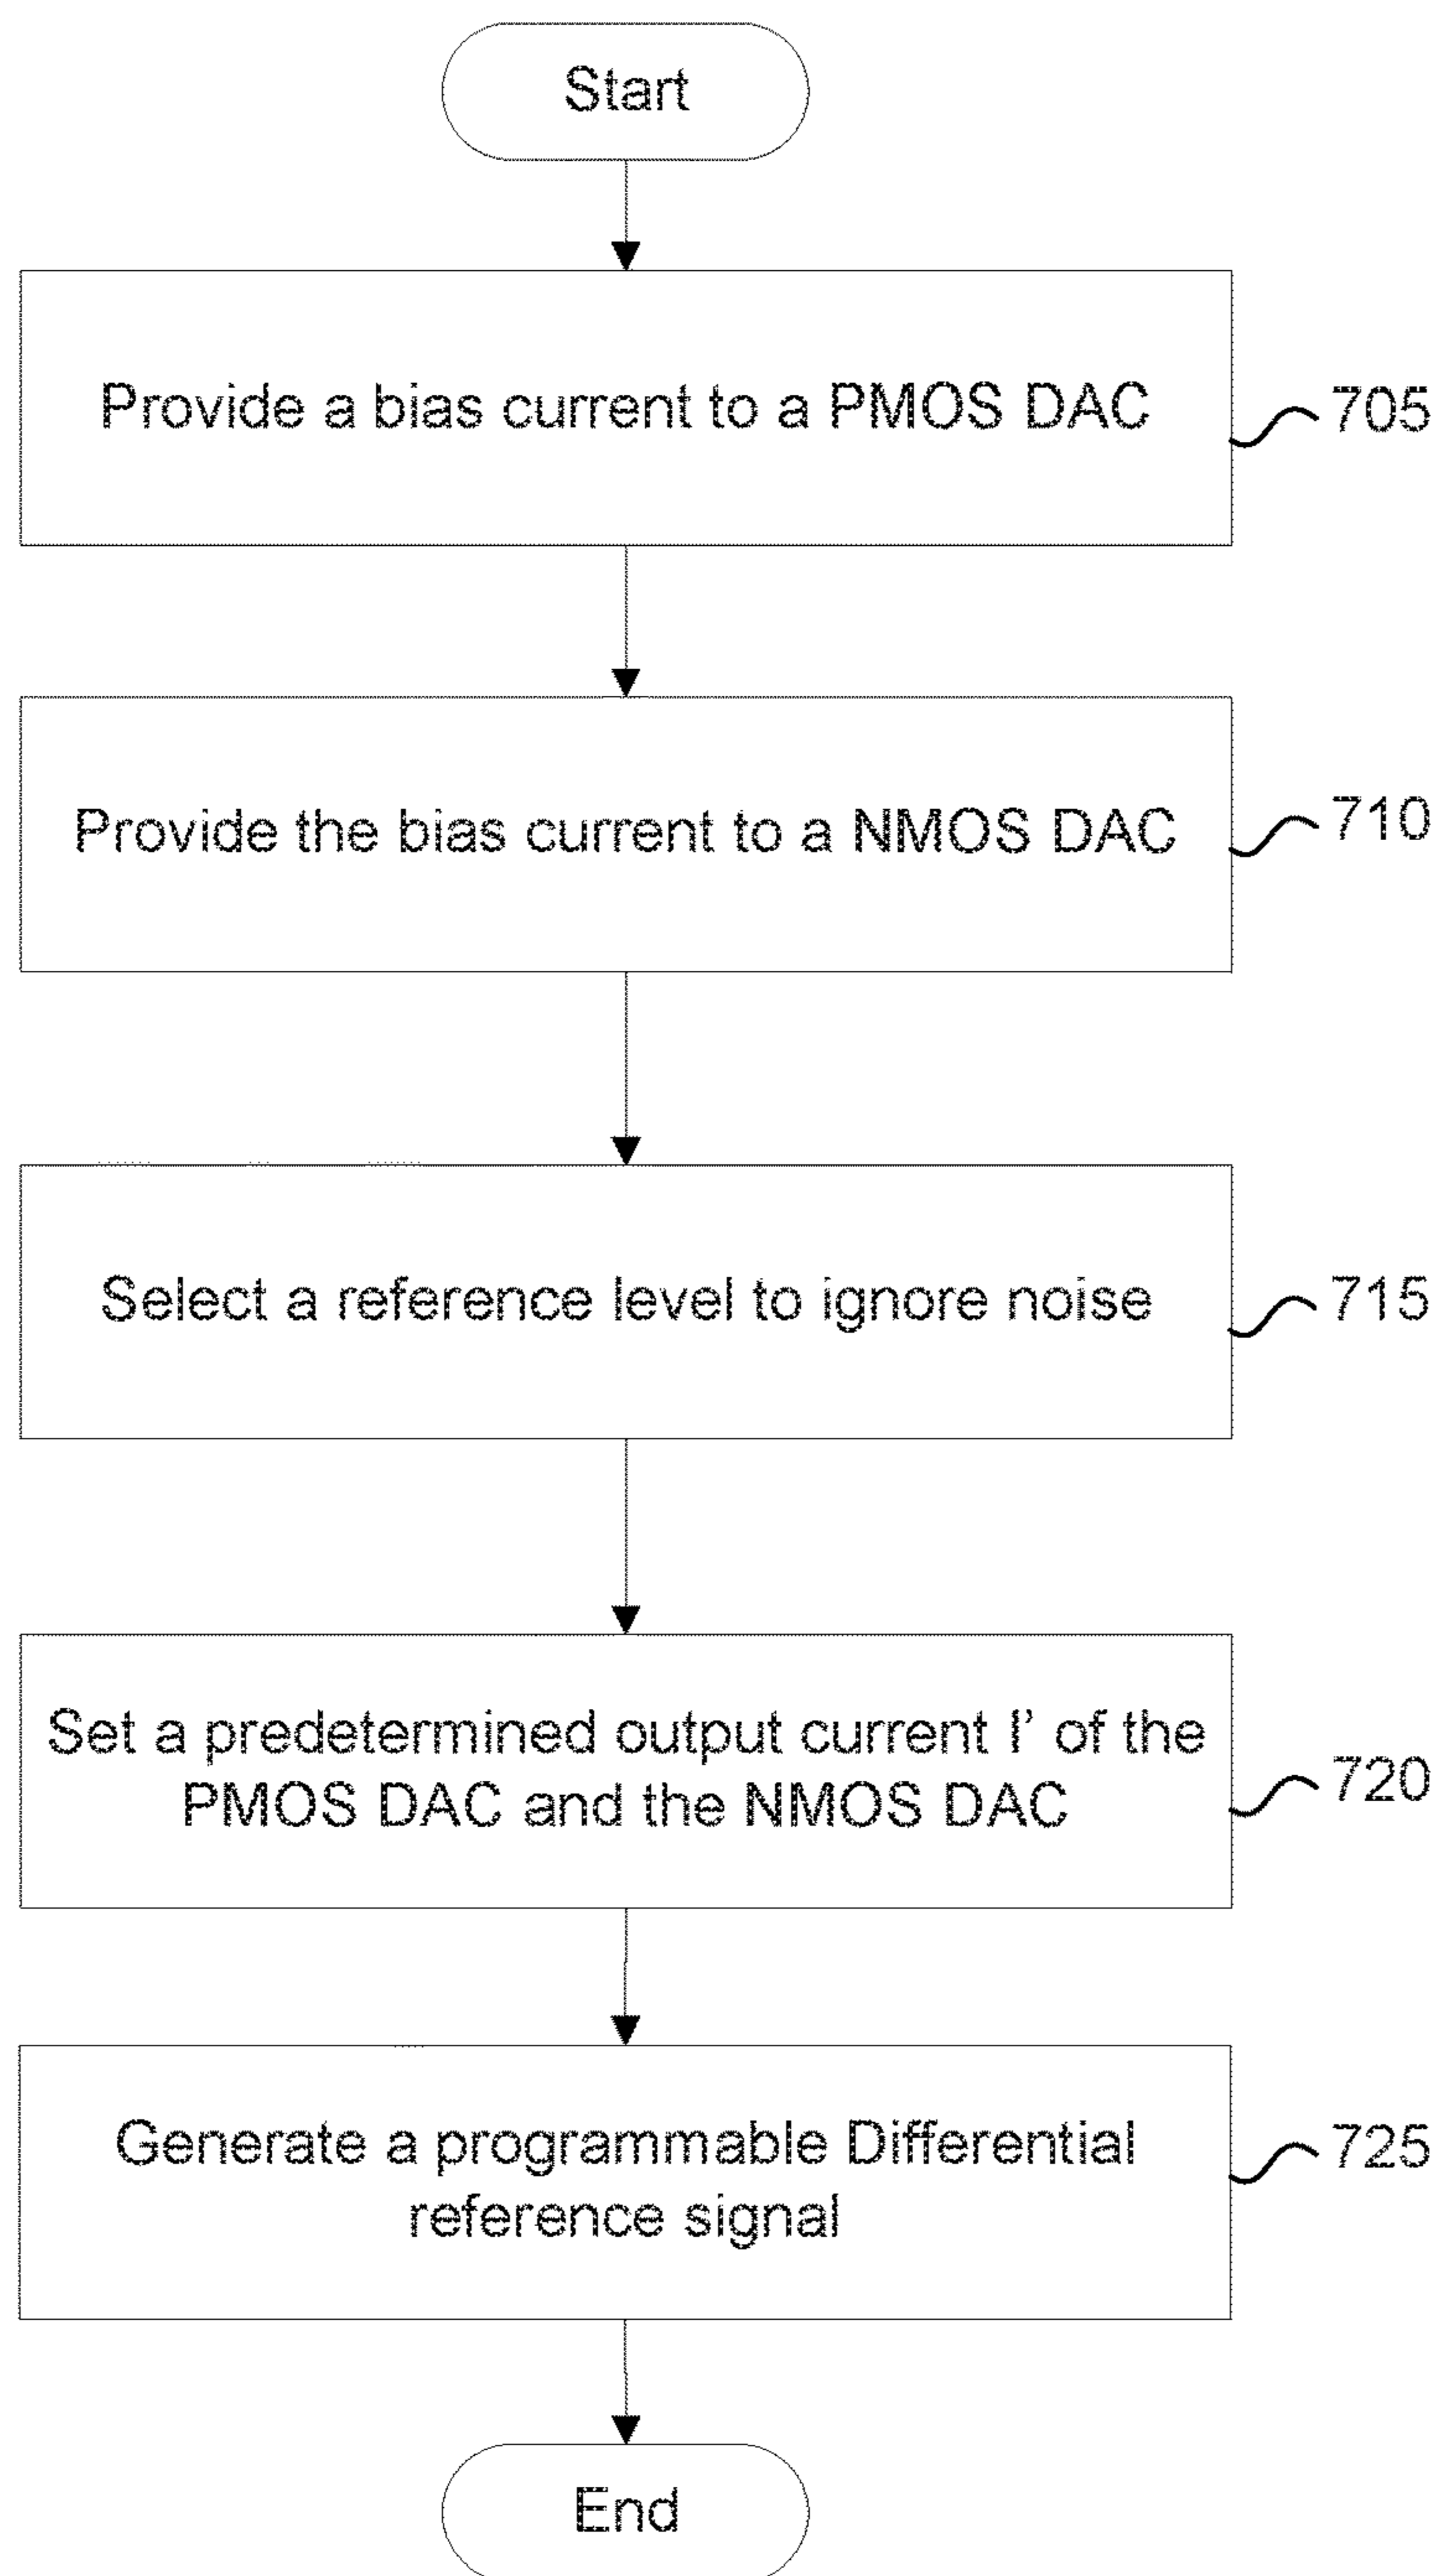 Start
Provide a bias current to a PMOS DAC
705
Provide the bias current to a NMOS DAC
710
Select a reference level to ignore noise
715
Set a predetermined output current I’ of the
PMOS DAC and the NMOS DAC
720
Generate a programmable Differential
reference signal
725
End